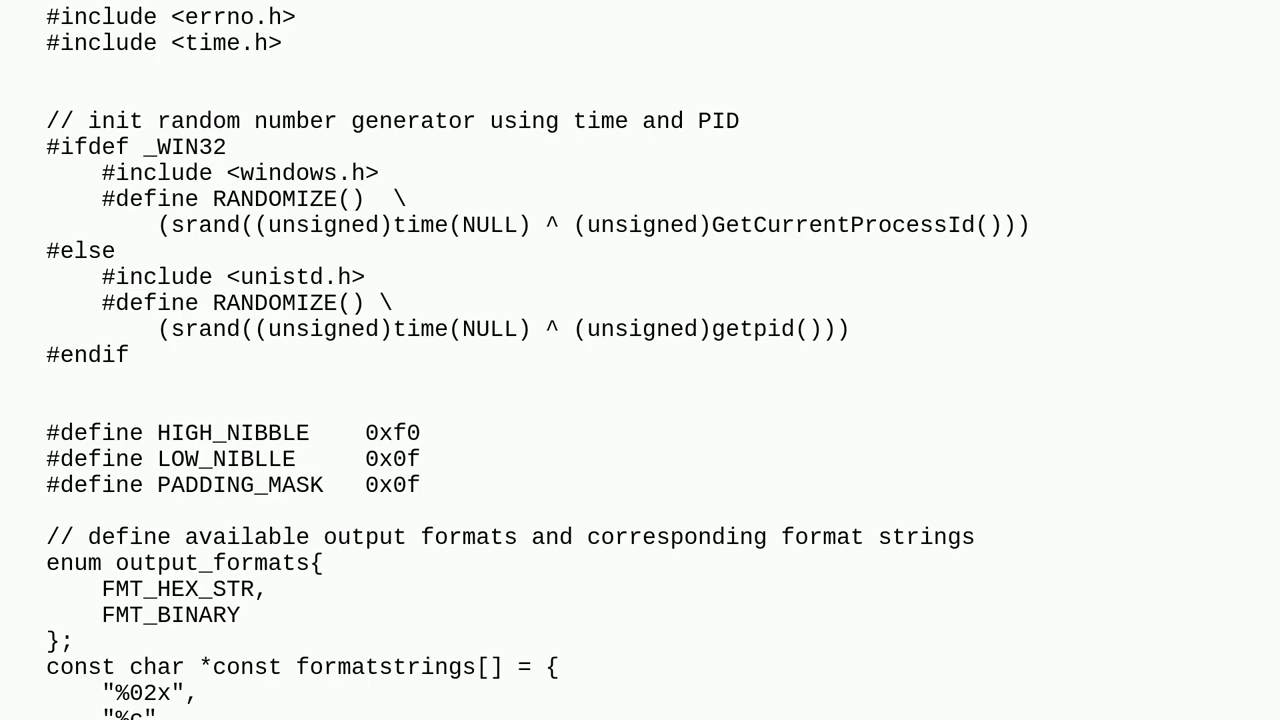 #include <errno.h>
#include <time.h>
// init random number generator using time and PID
#ifdef _WIN32
    #include <windows.h>
    #define RANDOMIZE()  \
        (srand((unsigned)time(NULL) ^ (unsigned)GetCurrentProcessId()))
#else
    #include <unistd.h>
    #define RANDOMIZE() \
        (srand((unsigned)time(NULL) ^ (unsigned)getpid()))
#endif
#define HIGH_NIBBLE    0xf0
#define LOW_NIBLLE     0x0f
#define PADDING_MASK   0x0f
// define available output formats and corresponding format strings
enum output_formats{
    FMT_HEX_STR,
    FMT_BINARY
};
const char *const formatstrings[] = {
    "%02x",
    "%c"